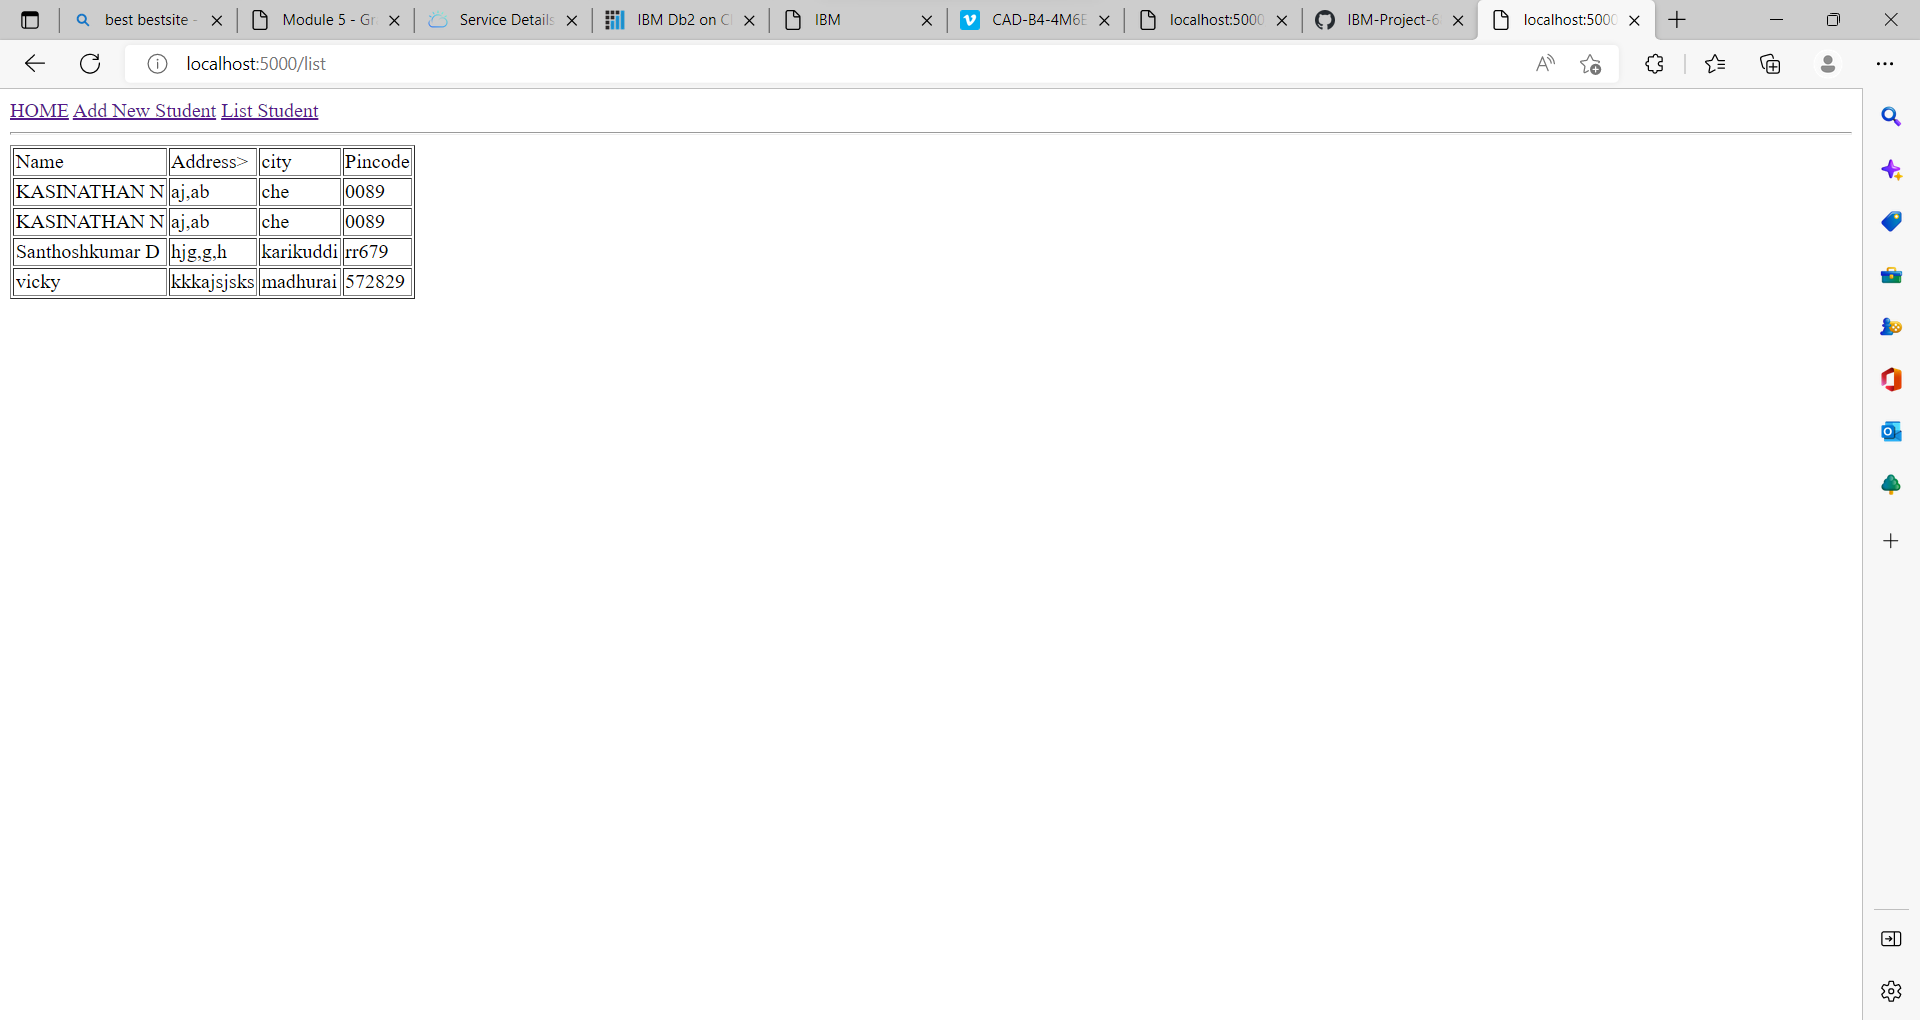 best bestsite - Module 5 - Gr Service Details IBM Db2 on Cl IBM CAD-B4-4M6E localhost:5000 IBM-Project-6 localhost:5000
localhost:5000/list
HOME Add New Student List Student
Name Address> city Pincode
KASINATHAN N aj,ab che 0089
KASINATHAN N aj,ab che 0089
Santhoshkumar D hjg,g,h karikuddi rr679
vicky kkkajsjsks madhurai 572829